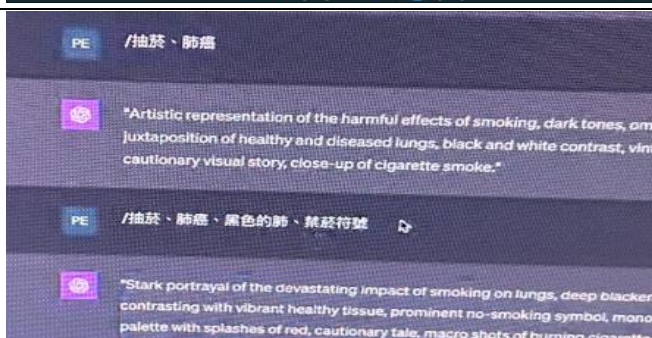 PE
/抽菸、肺癌
"Artistic representation of the harmful effects of smoking, dark tones,
juxtaposition of healthy and diseased lungs, black and white contrast,
cautionary visual story, close-up of cigarette smoke."
PE
/抽菸、肺癌、黑色的肺、禁菸符號
"Stark portrayal of the devastating impact of smoking on lungs, deep
contrasting with vibrant healthy tissue, prominent no-smoking symbol,
palette with splashes of red, cautionary tale, macro shots of burning